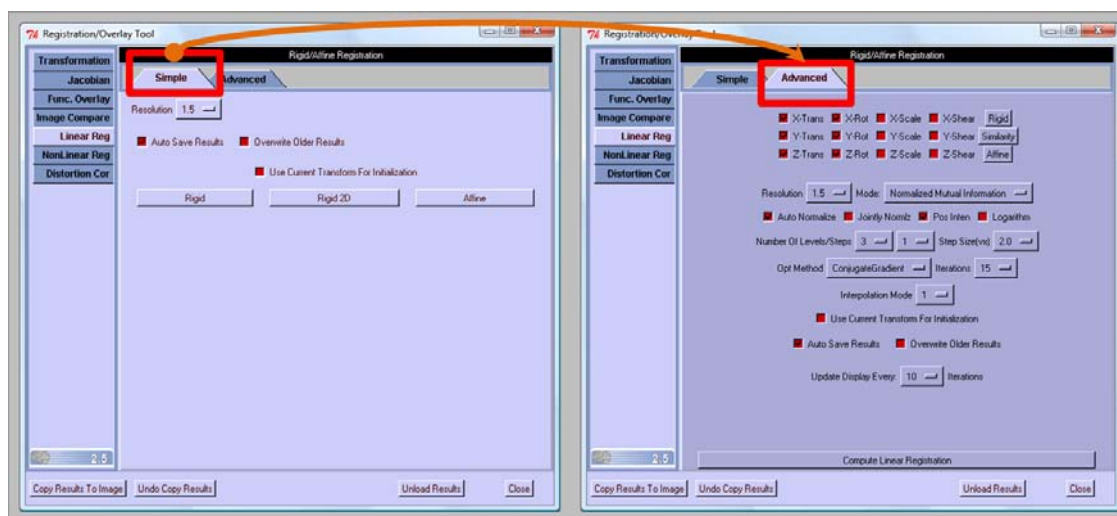 Registration/Overlay Tool
Rigid/Affine Registration
Transformation
Jacobian
Func. Overlay
Image Compare
Linear Reg
NonLinear Reg
Distortion Cor
Simple
Advanced
Resolution 1.5
Auto Save Results Overwrite Older Results
Use Current Transform For Initialization
Rigid Rigid 2D Affine
2.5
Copy Results To Image Undo Copy Results Unload Results Close
Registration/
Rigid/Affine Registration
Transformation
Jacobian
Func. Overlay
Image Compare
Linear Reg
NonLinear Reg
Distortion Cor
Simple
Advanced
X-Trans X-Rot X-Scale X-Shear Rigid
Y-Trans Y-Rot Y-Scale Y-Shear Similarity
Z-Trans Z-Rot Z-Scale Z-Shear Affine
Resolution 1.5 Mode: Normalized Mutual Information
Auto Normalize Jointly Normlz Pos Inten Logarithm
Number Of Levels/Steps 3 1 Step Size(vx) 2.0
Opt Method ConjugateGradient Iterations 15
Interpolation Mode 1
Use Current Transform For Initialization
Auto Save Results Overwrite Older Results
Update Display Every: 10 Iterations
Compute Linear Registration
2.5
Copy Results To Image Undo Copy Results Unload Results Close